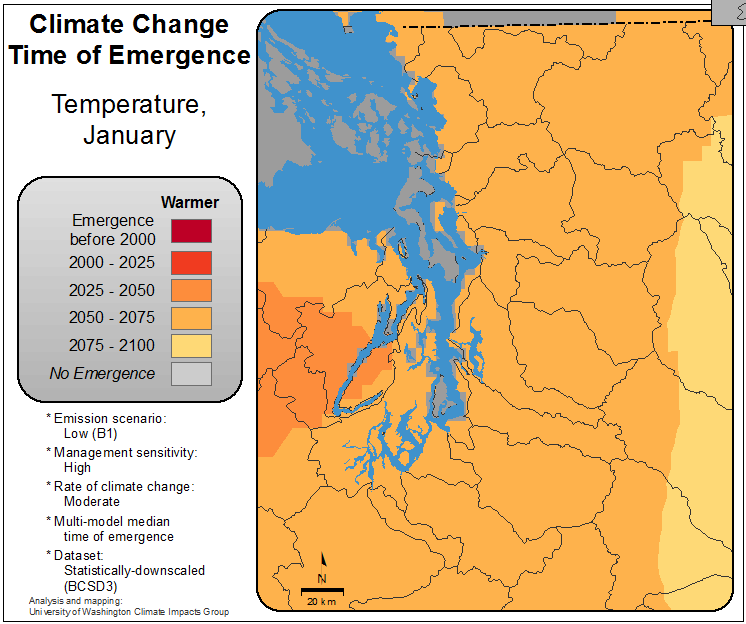 Climate Change
Time of Emergence
Temperature,
January
Warmer
Emergence
before 2000
2000 - 2025
2025 - 2050
2050 - 2075
2075 - 2100
No Emergence
* Emission scenario:
Low (B1)
* Management sensitivity:
High
* Rate of climate change:
Moderate
* Multi-model median
time of emergence
* Dataset:
Statistically-downscaled
(BCSD3)
Analysis and mapping:
University of Washington Climate Impacts Group
N
20 km